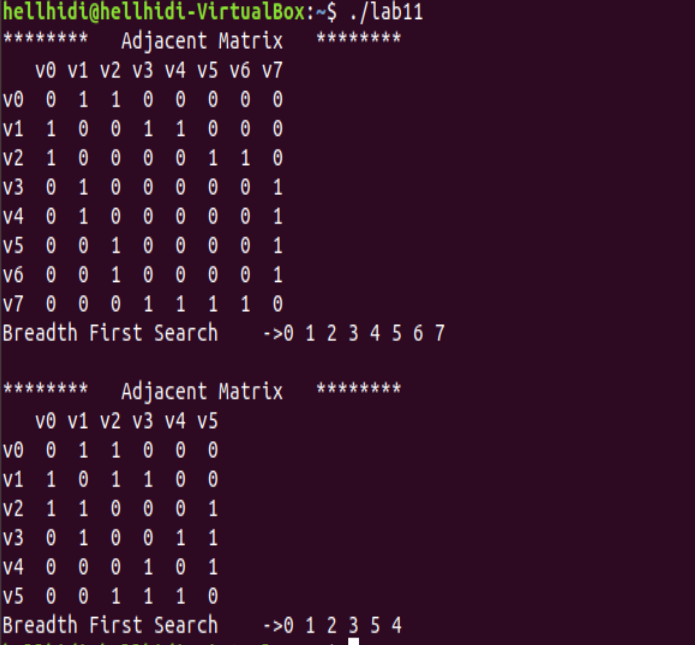 hellhidi@hellhidi-VirtualBox:~$ ./lab11
******** Adjacent Matrix ********
v0 v1 v2 v3 v4 v5 v6 v7
v0 0 1 1 0 0 0 0 0
v1 1 0 0 1 1 0 0 0
v2 1 0 0 0 0 1 1 0
v3 0 1 0 0 0 0 0 1
v4 0 1 0 0 0 0 0 1
v5 0 0 1 0 0 0 0 1
v6 0 0 1 0 0 0 0 1
v7 0 0 0 1 1 1 1 0
Breadth First Search ->0 1 2 3 4 5 6 7
******** Adjacent Matrix ********
v0 v1 v2 v3 v4 v5
v0 0 1 1 0 0 0
v1 1 0 1 1 0 0
v2 1 1 0 0 0 1
v3 0 1 0 0 1 1
v4 0 0 0 1 0 1
v5 0 0 1 1 1 0
Breadth First Search ->0 1 2 3 5 4